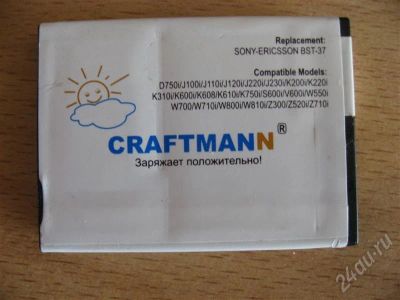 Replacement:
SONY-ERICSSON BST-37
Compatible Models:
D750i/J100i/J110i/J120i/J220i/J230i/K200i/K220i
K310i/K600i/K608i/K610i/K750i/S600i/V600i/W550i
W700/W710i/W800i/W810i/Z300/Z520i/Z710i
CRAFTMANN®
Заряжает положительно!
24au.ru